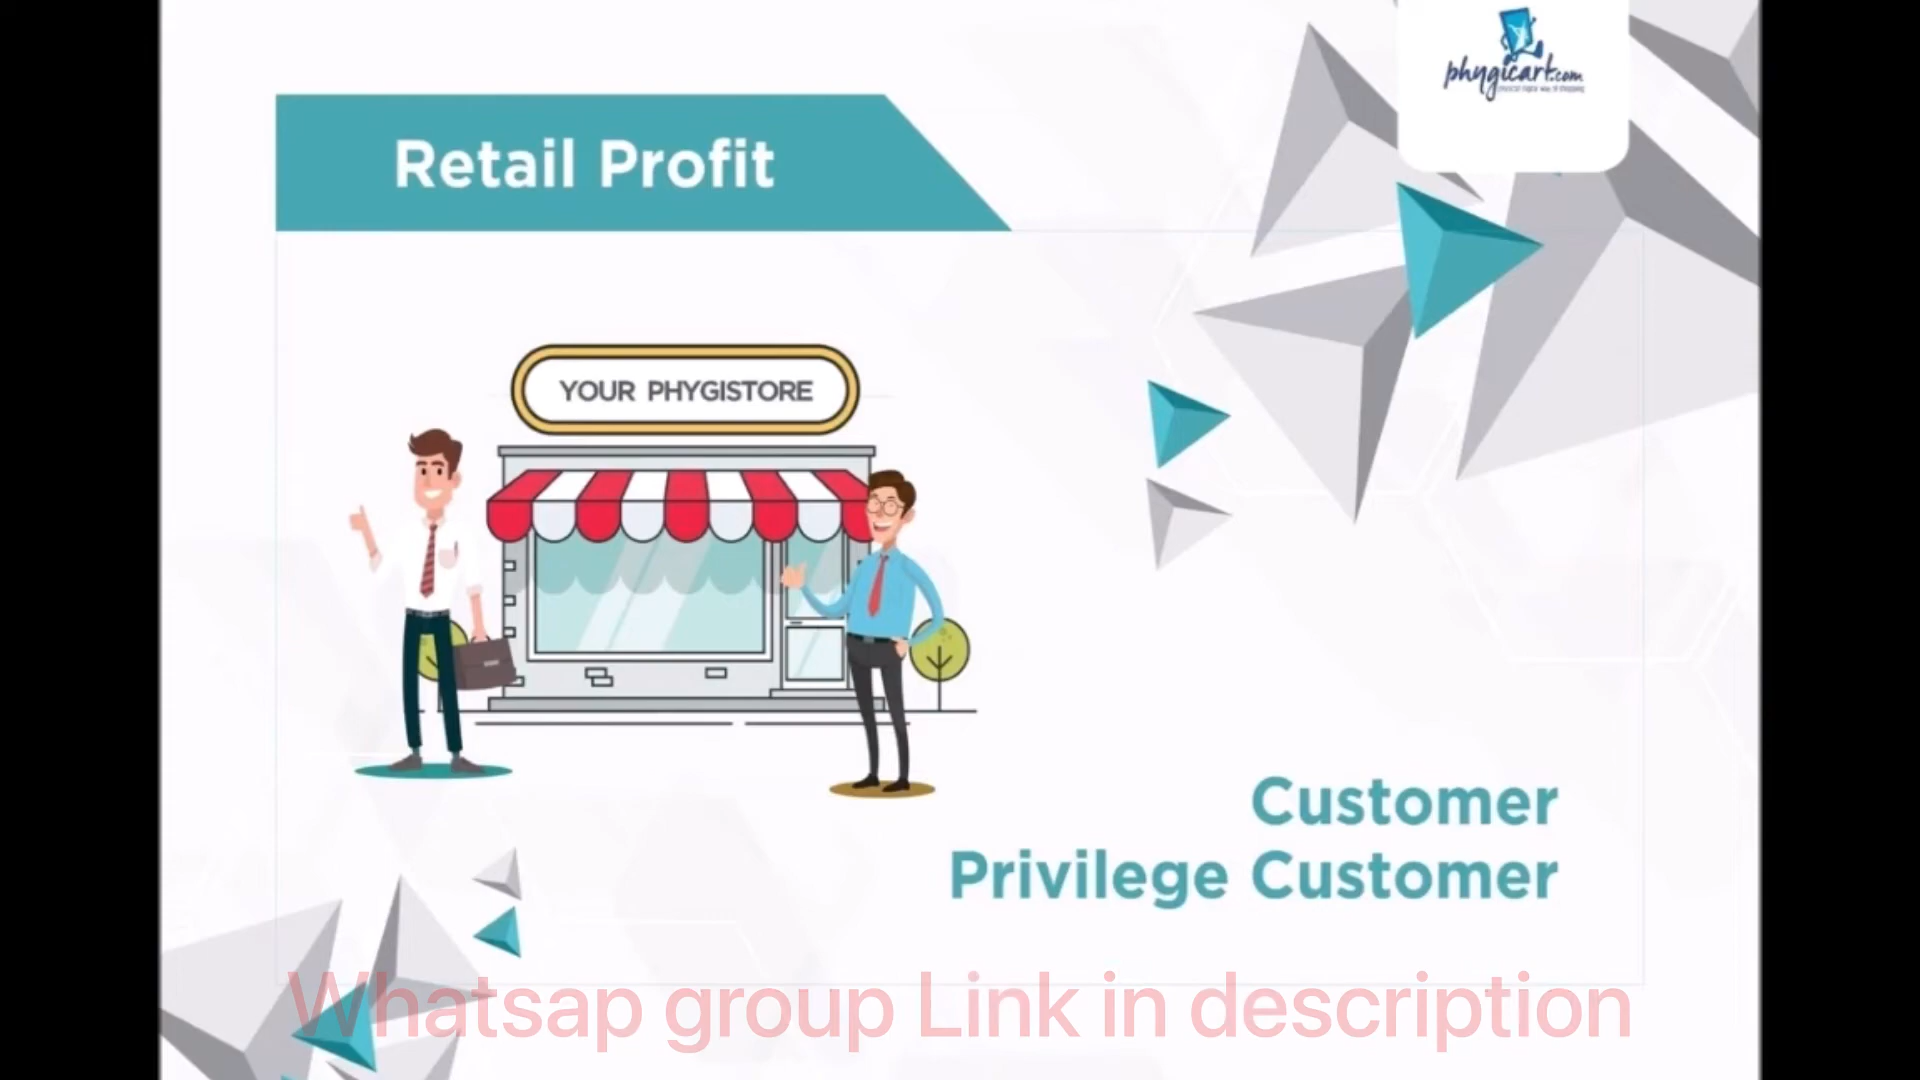 phygicart.com
Retail Profit
YOUR PHYGISTORE
Customer
Privilege Customer
Whatsap group Link in description